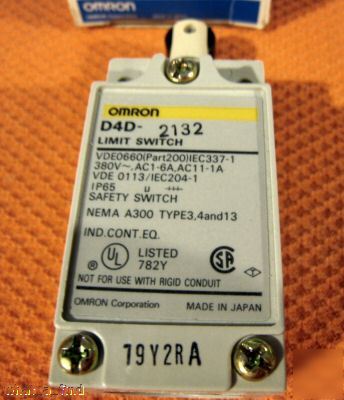 OMRON
OMRON
D4D- 2132
LIMIT SWITCH
VDE0660(Part200)IEC337-1
380V~,AC1-6A,AC11-1A
VDE 0113/IEC204-1
IP65 u
SAFETY SWITCH
NEMA A300 TYPE3,4and13
IND.CONT.EQ.
UL
LISTED
782Y
SA
NOT FOR USE WITH RIGID CONDUIT
OMRON Corporation MADE IN JAPAN
79Y2RA